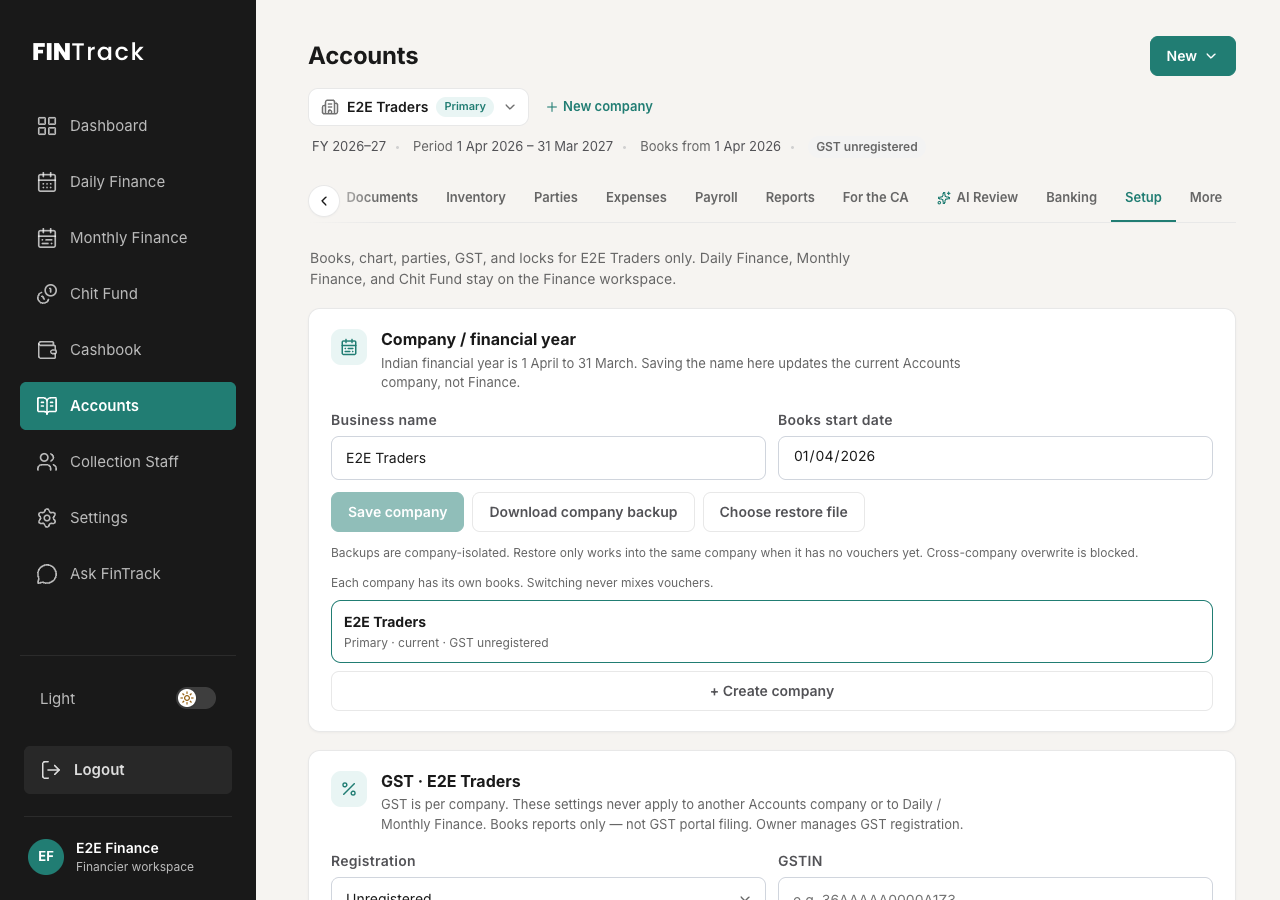 FINTrack
Dashboard
Daily Finance
Monthly Finance
Chit Fund
Cashbook
Accounts
Collection Staff
Settings
Ask FinTrack
Light
Logout
EF
E2E Finance
Financier workspace
Accounts
New
E2E Traders Primary
+ New company
FY 2026–27 • Period 1 Apr 2026 – 31 Mar 2027 • Books from 1 Apr 2026 • GST unregistered
Documents Inventory Parties Expenses Payroll Reports For the CA AI Review Banking Setup More
Books, chart, parties, GST, and locks for E2E Traders only. Daily Finance, Monthly
Finance, and Chit Fund stay on the Finance workspace.
Company / financial year
Indian financial year is 1 April to 31 March. Saving the name here updates the current Accounts
company, not Finance.
Business name Books start date
E2E Traders 01/04/2026
Save company Download company backup Choose restore file
Backups are company-isolated. Restore only works into the same company when it has no vouchers yet. Cross-company overwrite is blocked.
Each company has its own books. Switching never mixes vouchers.
E2E Traders
Primary · current · GST unregistered
+ Create company
GST · E2E Traders
GST is per company. These settings never apply to another Accounts company or to Daily /
Monthly Finance. Books reports only — not GST portal filing. Owner manages GST registration.
Registration GSTIN
Unregistered e.g. 36AAAAA0000A1Z3